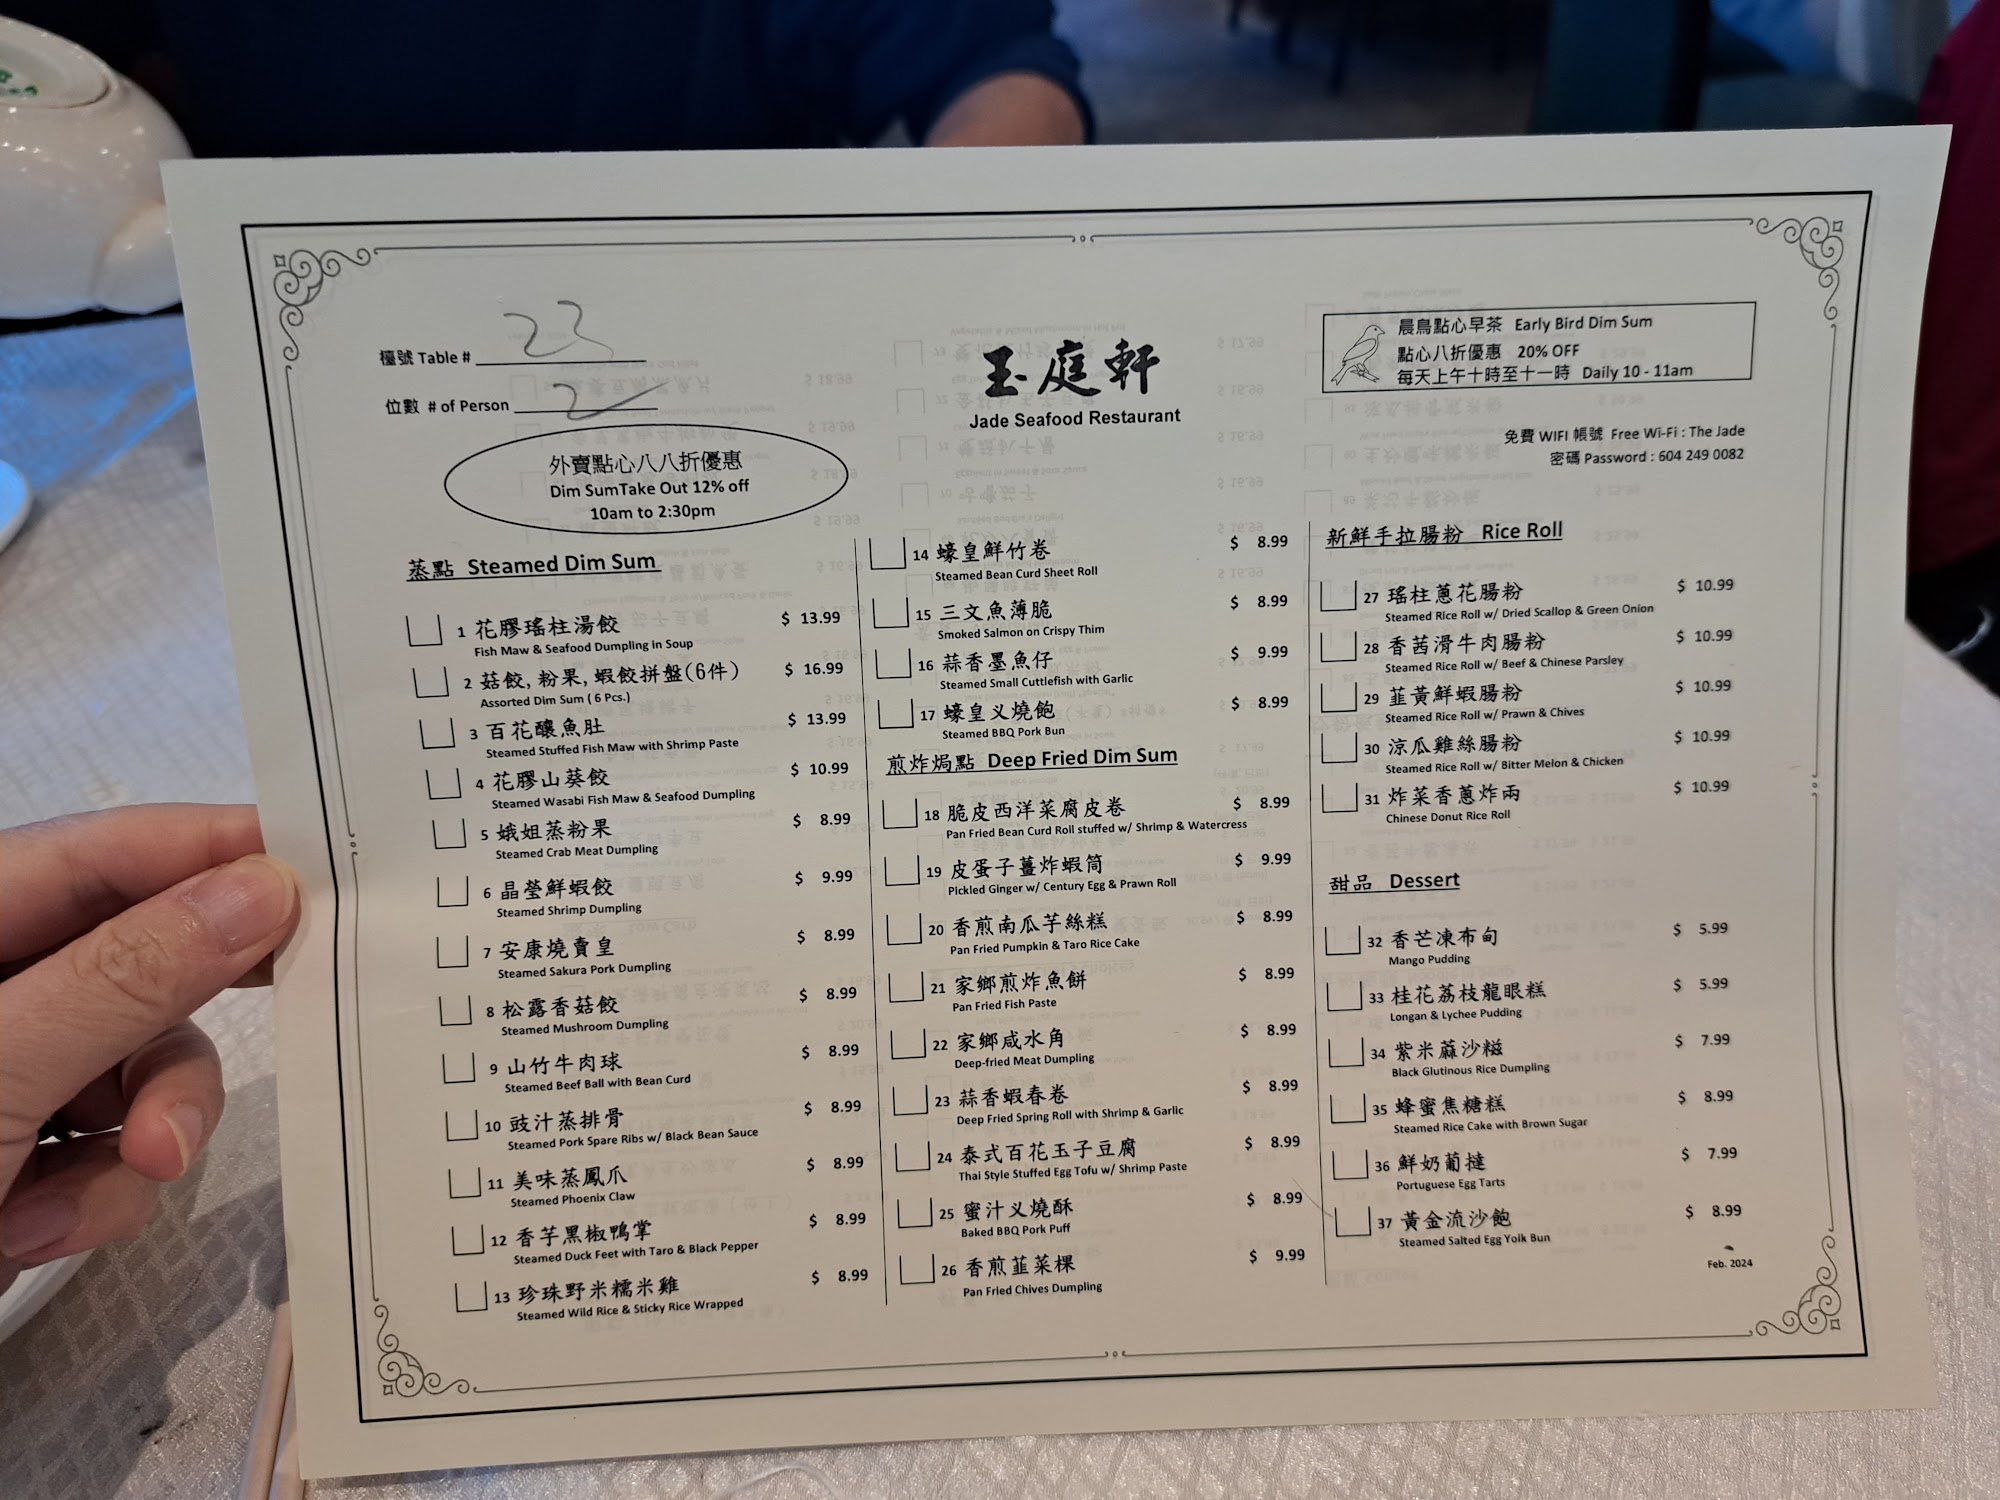 檯號 Table # 23
位數 # of Person 2
外賣點心八八折優惠
Dim SumTake Out 12% off
10am to 2:30pm
玉庭軒
Jade Seafood Restaurant
晨鳥點心早茶 Early Bird Dim Sum
點心八折優惠 20% OFF
每天上午十時至十一時 Daily 10 - 11am
免費 WIFI 帳號 Free Wi-Fi : The Jade
密碼 Password : 604 249 0082
蒸點 Steamed Dim Sum
1 花膠瑤柱湯餃 $ 13.99
Fish Maw & Seafood Dumpling in Soup
2 菇餃,粉果,蝦餃拼盤(6件) $ 16.99
Assorted Dim Sum ( 6 Pcs.)
3 百花釀魚肚 $ 13.99
Steamed Stuffed Fish Maw with Shrimp Paste
4 花膠山葵餃 $ 10.99
Steamed Wasabi Fish Maw & Seafood Dumpling
5 娥姐蒸粉果 $ 8.99
Steamed Crab Meat Dumpling
6 晶瑩鮮蝦餃 $ 9.99
Steamed Shrimp Dumpling
7 安康燒賣皇 $ 8.99
Steamed Sakura Pork Dumpling
8 松露香菇餃 $ 8.99
Steamed Mushroom Dumpling
9 山竹牛肉球 $ 8.99
Steamed Beef Ball with Bean Curd
10 豉汁蒸排骨 $ 8.99
Steamed Pork Spare Ribs w/ Black Bean Sauce
11 美味蒸鳳爪 $ 8.99
Steamed Phoenix Claw
12 香芋黑椒鴨掌 $ 8.99
Steamed Duck Feet with Taro & Black Pepper
13 珍珠野米糯米雞 $ 8.99
Steamed Wild Rice & Sticky Rice Wrapped
14 蠔皇鮮竹卷 $ 8.99
Steamed Bean Curd Sheet Roll
15 三文魚薄脆 $ 8.99
Smoked Salmon on Crispy Thim
16 蒜香墨魚仔 $ 9.99
Steamed Small Cuttlefish with Garlic
17 蠔皇义燒飽 $ 8.99
Steamed BBQ Pork Bun
煎炸焗點 Deep Fried Dim Sum
18 脆皮西洋菜腐皮卷 $ 8.99
Pan Fried Bean Curd Roll stuffed w/ Shrimp & Watercress
19 皮蛋子薑炸蝦筒 $ 9.99
Pickled Ginger w/ Century Egg & Prawn Roll
20 香煎南瓜芋絲糕 $ 8.99
Pan Fried Pumpkin & Taro Rice Cake
21 家鄉煎炸魚餅 $ 8.99
Pan Fried Fish Paste
22 家鄉咸水角 $ 8.99
Deep-fried Meat Dumpling
23 蒜香蝦春卷 $ 8.99
Deep Fried Spring Roll with Shrimp & Garlic
24 泰式百花玉子豆腐 $ 8.99
Thai Style Stuffed Egg Tofu w/ Shrimp Paste
25 蜜汁义燒酥 $ 8.99
Baked BBQ Pork Puff
26 香煎韮菜粿 $ 9.99
Pan Fried Chives Dumpling
新鮮手拉腸粉 Rice Roll
27 瑤柱蔥花腸粉 $ 10.99
Steamed Rice Roll w/ Dried Scallop & Green Onion
28 香茜滑牛肉腸粉 $ 10.99
Steamed Rice Roll w/ Beef & Chinese Parsley
29 韮黃鮮蝦腸粉 $ 10.99
Steamed Rice Roll w/ Prawn & Chives
30 涼瓜雞絲腸粉 $ 10.99
Steamed Rice Roll w/ Bitter Melon & Chicken
31 炸菜香蔥炸兩 $ 10.99
Chinese Donut Rice Roll
甜品 Dessert
32 香芒凍布甸 $ 5.99
Mango Pudding
33 桂花荔枝龍眼糕 $ 5.99
Longan & Lychee Pudding
34 紫米蔴沙糍 $ 7.99
Black Glutinous Rice Dumpling
35 蜂蜜焦糖糕 $ 8.99
Steamed Rice Cake with Brown Sugar
36 鮮奶葡撻 $ 7.99
Portuguese Egg Tarts
37 黃金流沙飽 $ 8.99
Steamed Salted Egg Yolk Bun
Feb. 2024